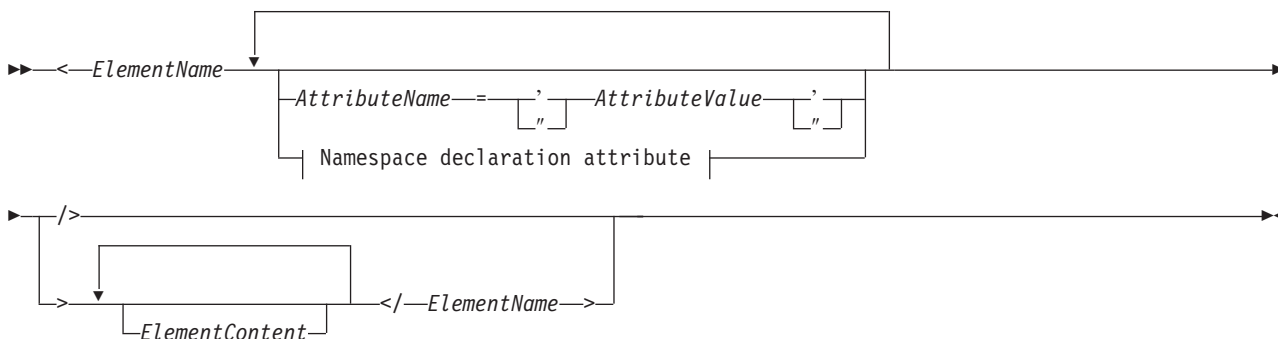 < ElementName
AttributeName = ' AttributeValue '
" "
Namespace declaration attribute
/>
> </ ElementName >
ElementContent